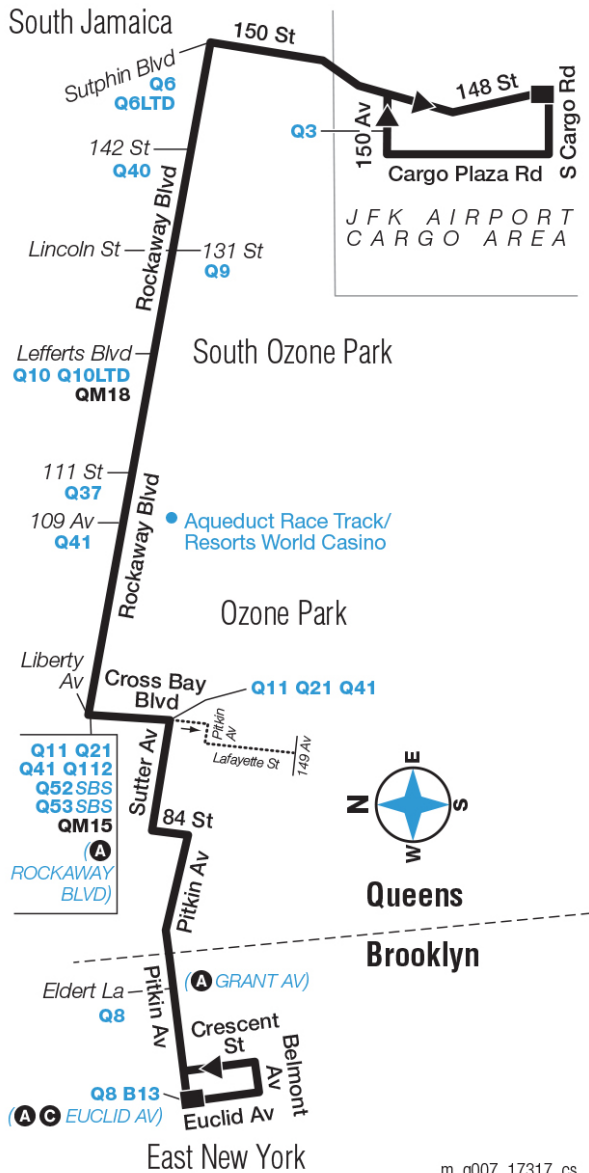 South Jamaica
150 St
Sutphin Blvd
Q6
Q6LTD
148 St
S Cargo Rd
150 Av
Q3
Cargo Plaza Rd
142 St
Q40
Rockaway Blvd
JFK AIRPORT
CARGO AREA
Lincoln St
131 St
Q9
Lefferts Blvd
Q10 Q10LTD
QM18
South Ozone Park
111 St
Q37
109 Av
Q41
Rockaway Blvd
Aqueduct Race Track/
Resorts World Casino
Ozone Park
Liberty
Av
Cross Bay
Blvd
Q11 Q21 Q41
Pitkin
Av
Lafayette St
149 Av
Sutter Av
Q11 Q21
Q41 Q112
Q52SBS
Q53SBS
QM15
(A
ROCKAWAY
BLVD)
84 St
E
N
S
W
Pitkin Av
Queens
Brooklyn
Pitkin Av
Eldert La
Q8
(A GRANT AV)
Crescent
St
Belmont
Av
Q8 B13
(A C EUCLID AV)
Euclid Av
East New York
m_q007_17317_cs